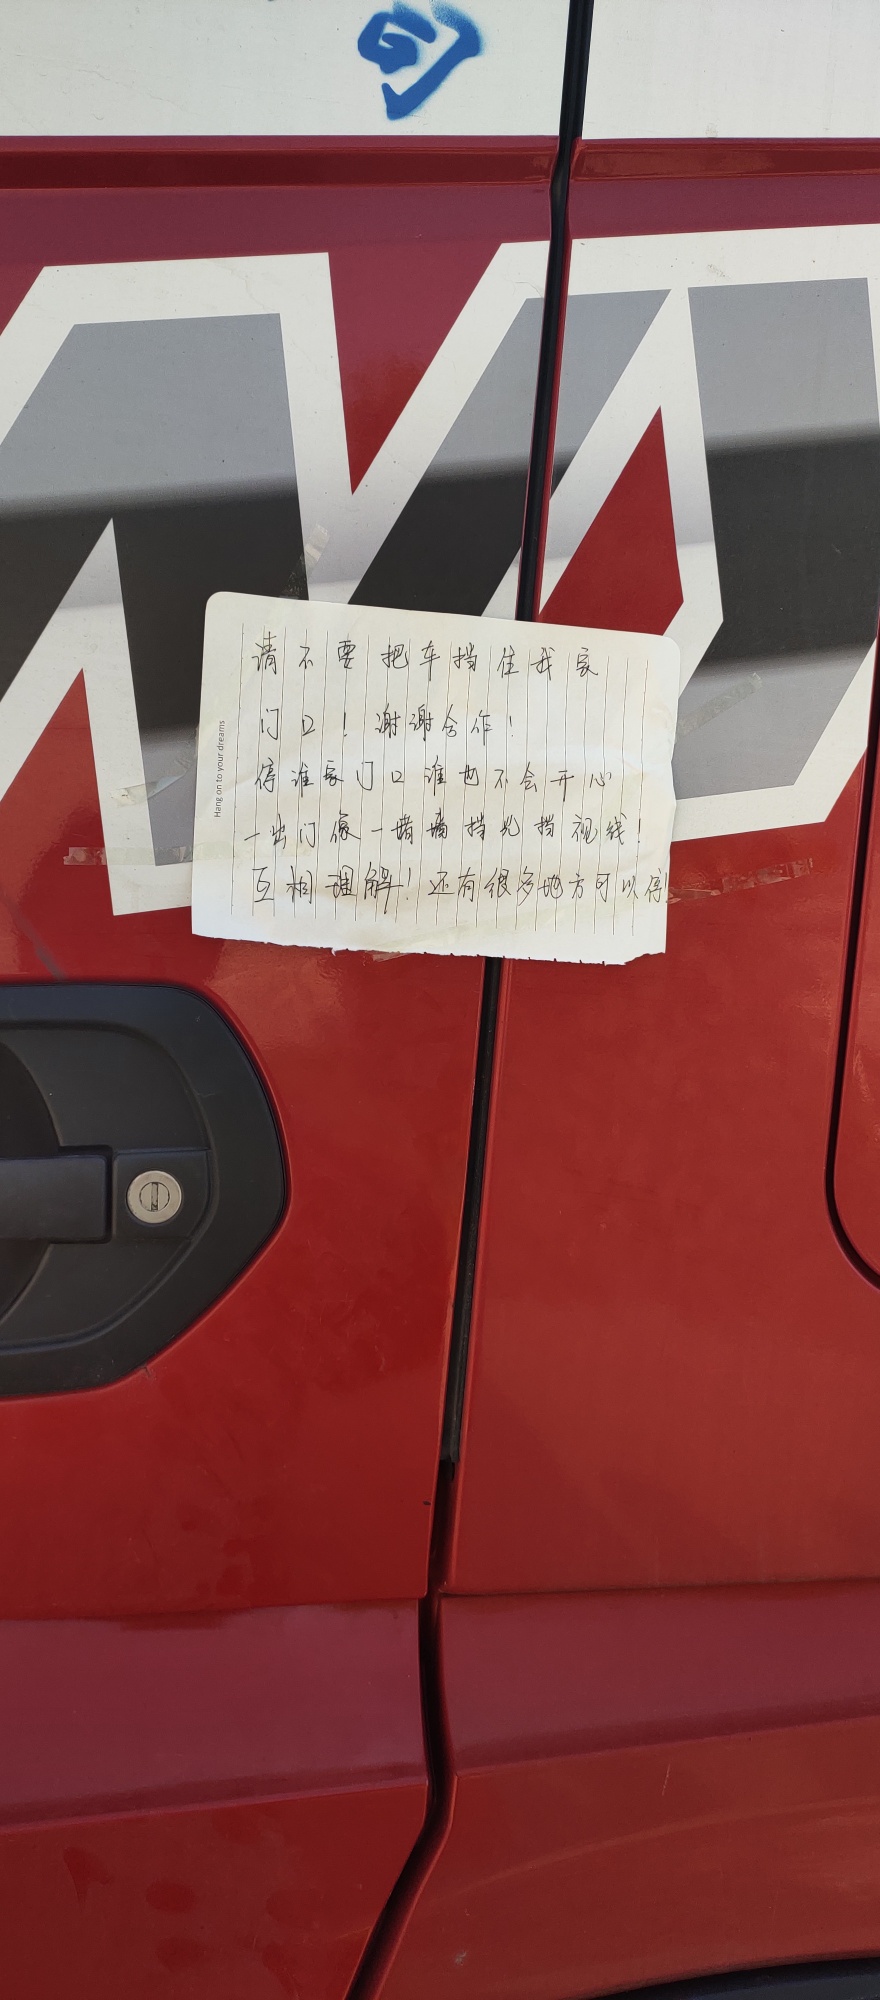 请不要把车挡住我家
门口！谢谢合作！
停谁家门口谁也不会开心
一出门像一堵墙挡光挡视线！
互相理解！还有很多地方可以停！
Hang on to your dreams